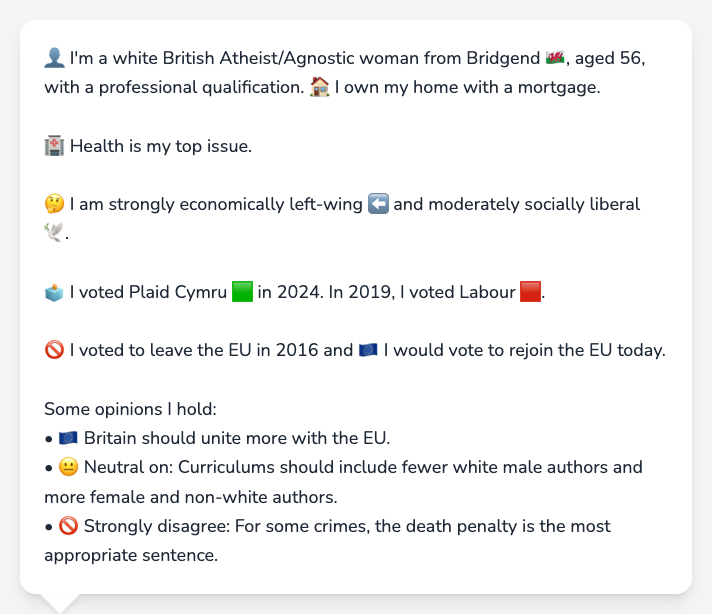 👤 I'm a white British Atheist/Agnostic woman from Bridgend 🏴󠁧󠁢󠁷󠁬󠁳󠁿, aged 56,
with a professional qualification. 🏠 I own my home with a mortgage.
🏥 Health is my top issue.
🤔 I am strongly economically left-wing ⬅️ and moderately socially liberal
🕊️.
🗳️ I voted Plaid Cymru 🟩 in 2024. In 2019, I voted Labour 🟥.
🚫 I voted to leave the EU in 2016 and 🇪🇺 I would vote to rejoin the EU today.
Some opinions I hold:
• 🇪🇺 Britain should unite more with the EU.
• 😐 Neutral on: Curriculums should include fewer white male authors and
more female and non-white authors.
• 🚫 Strongly disagree: For some crimes, the death penalty is the most
appropriate sentence.